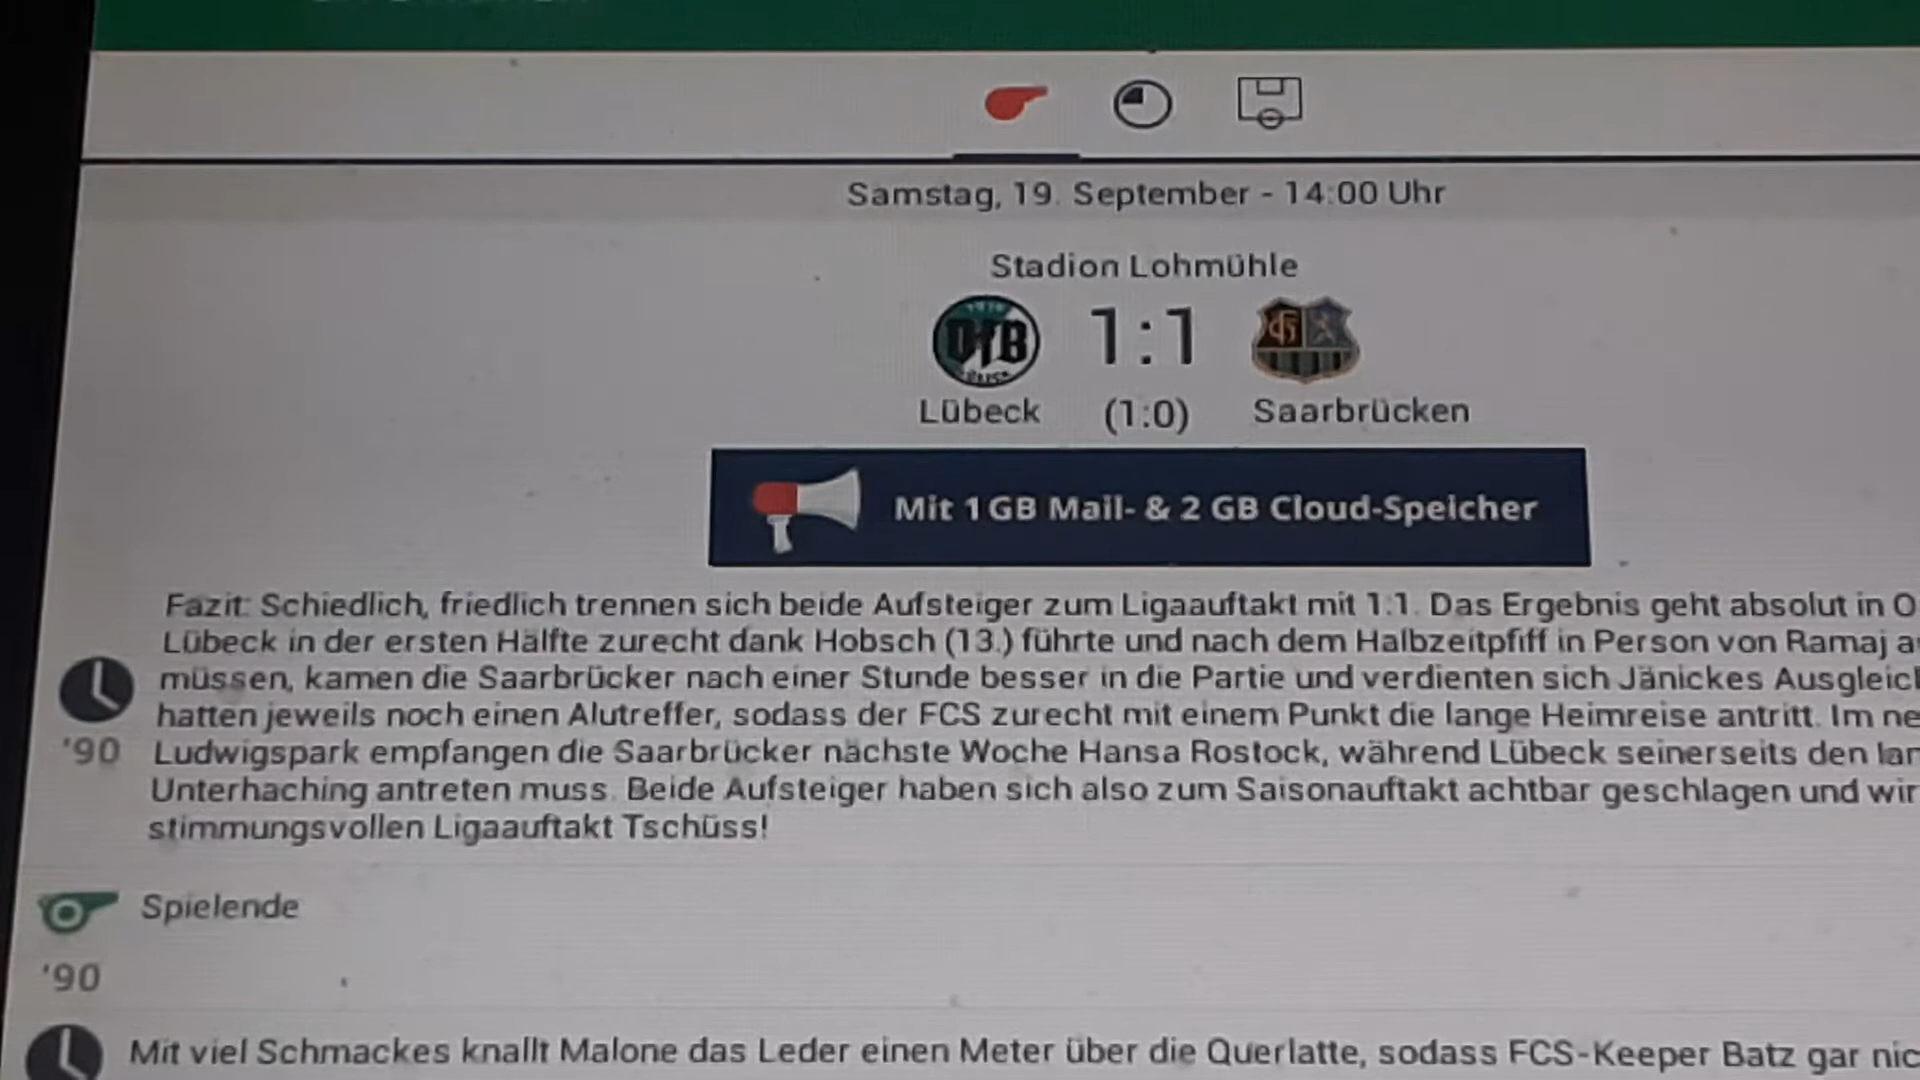 Samstag, 19. September - 14:00 Uhr
Stadion Lohmühle
VfB 1:1
Lübeck (1:0) Saarbrücken
Mit 1 GB Mail- & 2 GB Cloud-Speicher
Fazit: Schiedlich, friedlich trennen sich beide Aufsteiger zum Ligaauftakt mit 1:1. Das Ergebnis geht absolut in O
Lübeck in der ersten Hälfte zurecht dank Hobsch (13.) führte und nach dem Halbzeitpfiff in Person von Ramaj a
müssen, kamen die Saarbrücker nach einer Stunde besser in die Partie und verdienten sich Jänickes Ausgleic
hatten jeweils noch einen Alutreffer, sodass der FCS zurecht mit einem Punkt die lange Heimreise antritt. Im ne
'90 Ludwigspark empfangen die Saarbrücker nächste Woche Hansa Rostock, während Lübeck seinerseits den lan
Unterhaching antreten muss. Beide Aufsteiger haben sich also zum Saisonauftakt achtbar geschlagen und wir
stimmungsvollen Ligaauftakt Tschüss!
Spielende
'90
Mit viel Schmackes knallt Malone das Leder einen Meter über die Querlatte, sodass FCS-Keeper Batz gar nic